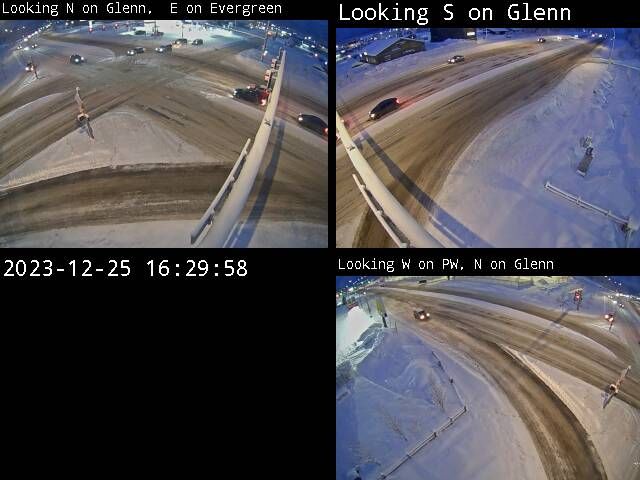 Looking N on Glenn,  E on Evergreen
Looking S on Glenn
2023-12-25 16:29:58
Looking W on PW, N on Glenn